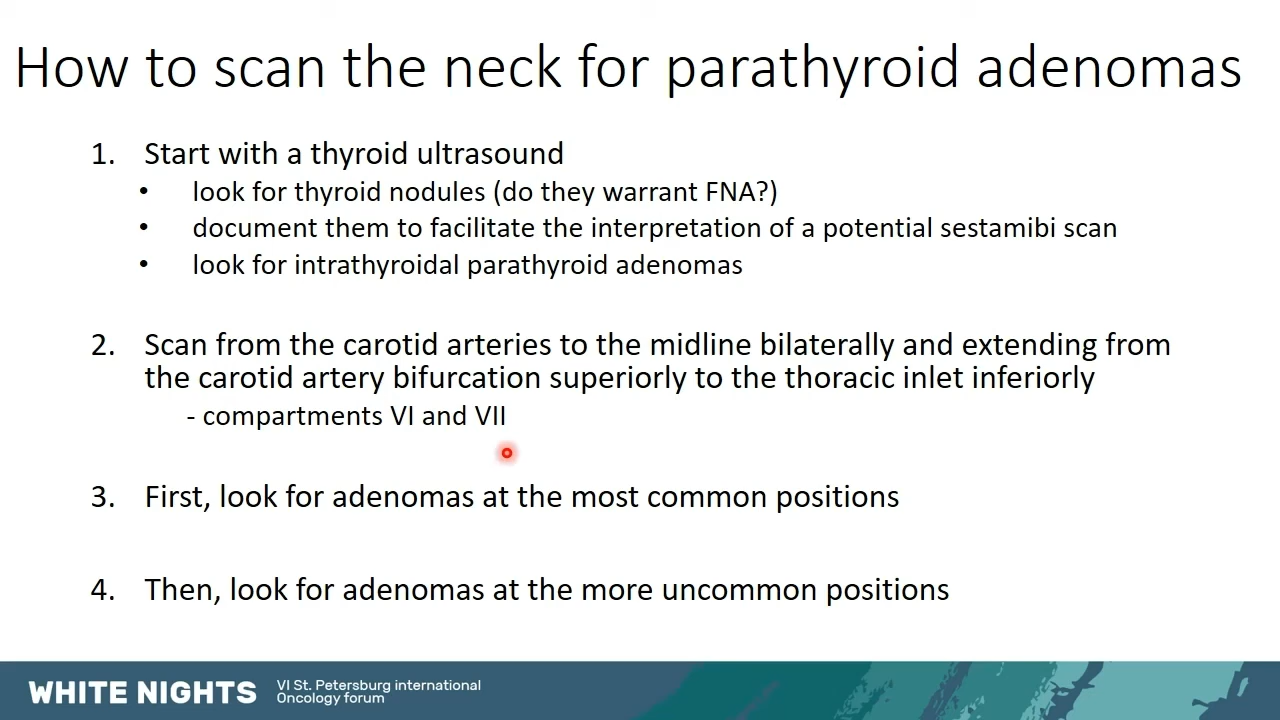 How to scan the neck for parathyroid adenomas
1. Start with a thyroid ultrasound
• look for thyroid nodules (do they warrant FNA?)
• document them to facilitate the interpretation of a potential sestamibi scan
• look for intrathyroidal parathyroid adenomas
2. Scan from the carotid arteries to the midline bilaterally and extending from
the carotid artery bifurcation superiorly to the thoracic inlet inferiorly
- compartments VI and VII
3. First, look for adenomas at the most common positions
4. Then, look for adenomas at the more uncommon positions
WHITE NIGHTS
VI St. Petersburg international
Oncology forum